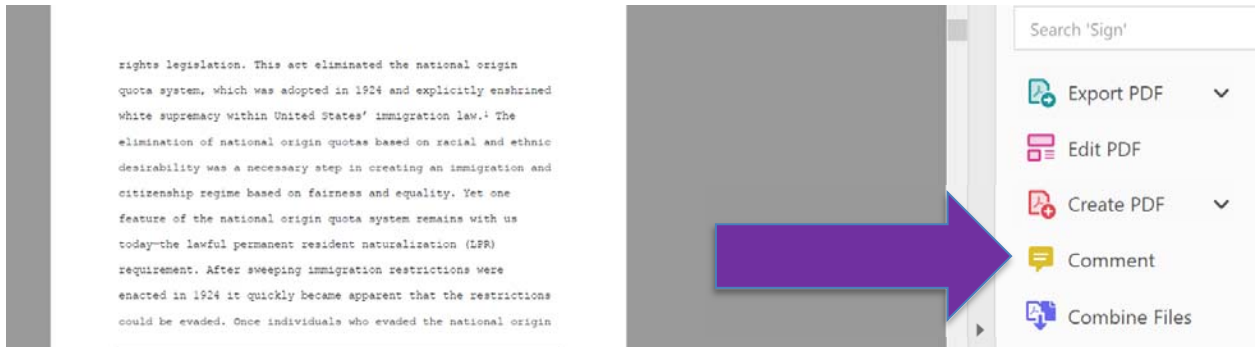 rights legislation. This act eliminated the national origin
quota system, which was adopted in 1924 and explicitly enshrined
white supremacy within United States' immigration law.¹ The
elimination of national origin quotas based on racial and ethnic
desirability was a necessary step in creating an immigration and
citizenship regime based on fairness and equality. Yet one
feature of the national origin quota system remains with us
today—the lawful permanent resident naturalization (LPR)
requirement. After sweeping immigration restrictions were
enacted in 1924 it quickly became apparent that the restrictions
could be evaded. Once individuals who evaded the national origin
Search 'Sign'
Export PDF
Edit PDF
Create PDF
Comment
Combine Files